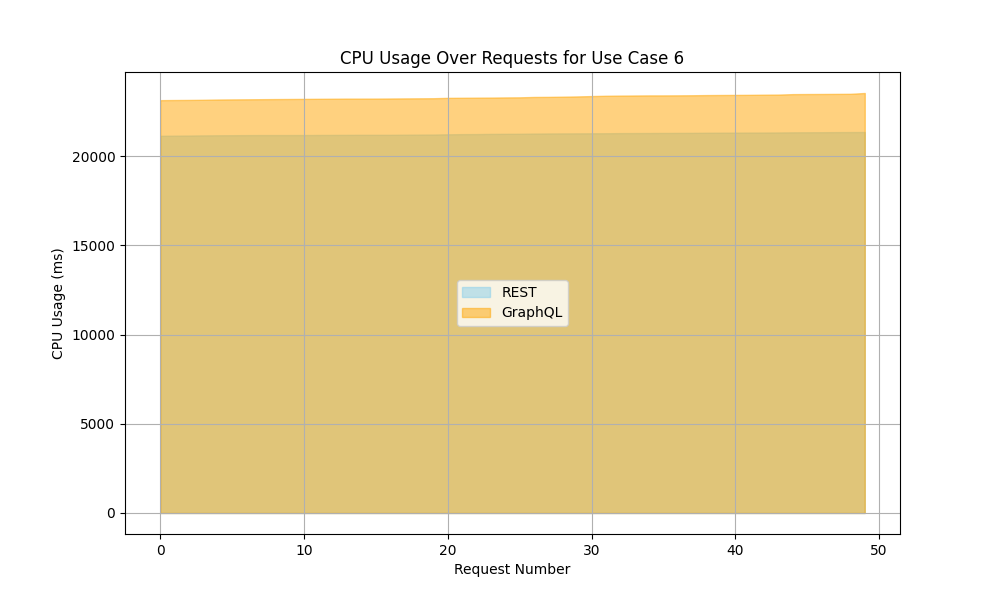 CPU Usage Over Requests for Use Case 6
CPU Usage (ms)
20000
15000
10000
5000
0
REST
GraphQL
0 10 20 30 40 50
Request Number